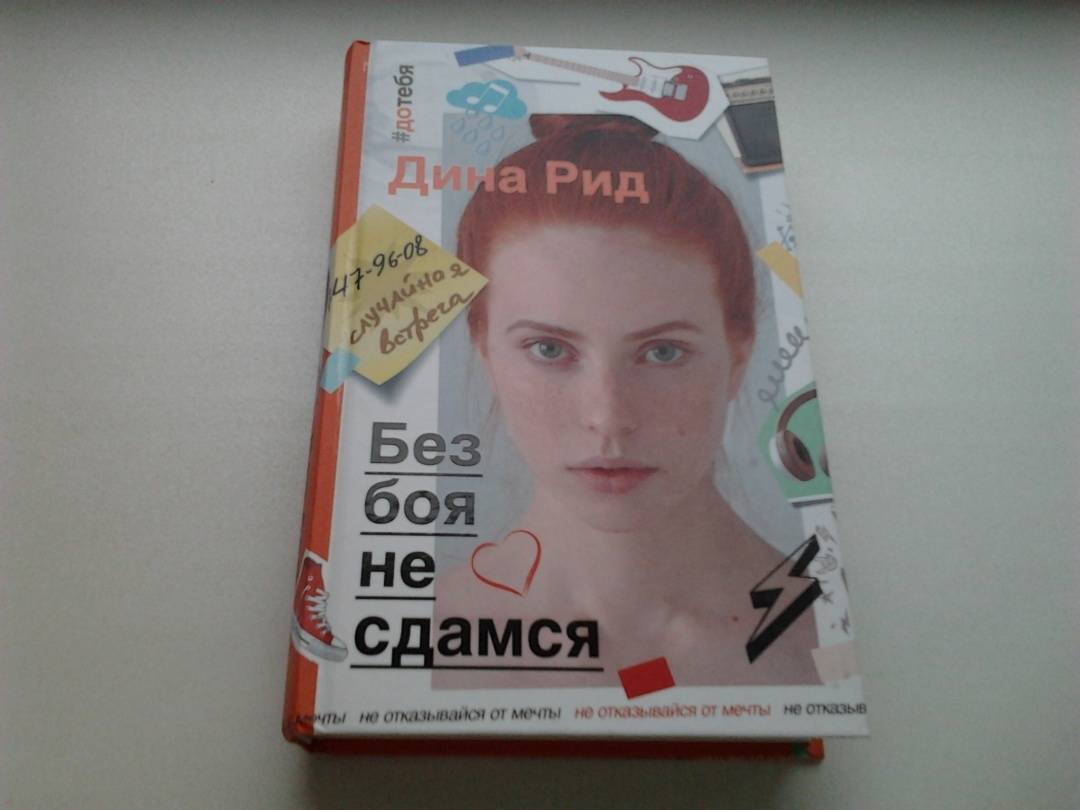 #дотебя
Дина Рид
47-96-08
случайная
встреча
Без
боя
не
сдамся
мечты не отказывайся от мечты не отказывайся от мечты не отказыв